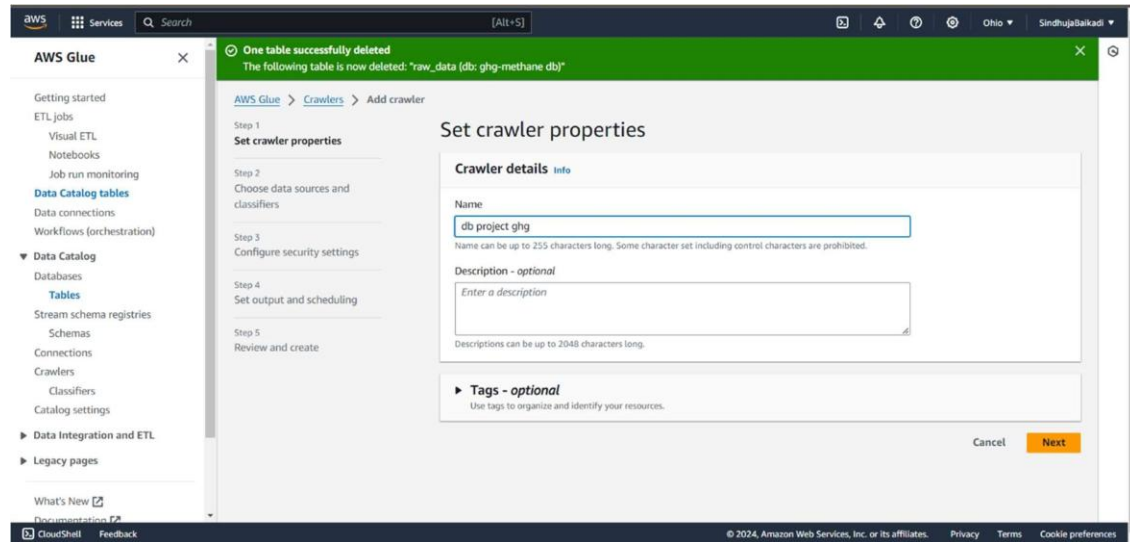 aws
Services
Search
[Alt+S]
Ohio
SindhujaBaikadi
AWS Glue
Getting started
ETL jobs
Visual ETL
Notebooks
Job run monitoring
Data Catalog tables
Data connections
Workflows (orchestration)
Data Catalog
Databases
Tables
Stream schema registries
Schemas
Connections
Crawlers
Classifiers
Catalog settings
Data Integration and ETL
Legacy pages
What's New
Documentation
One table successfully deleted
The following table is now deleted: "raw_data (db: ghg-methane db)"
AWS Glue > Crawlers > Add crawler
Step 1
Set crawler properties
Step 2
Choose data sources and
classifiers
Step 3
Configure security settings
Step 4
Set output and scheduling
Step 5
Review and create
Set crawler properties
Crawler details Info
Name
db project ghg
Name can be up to 255 characters long. Some character set including control characters are prohibited.
Description - optional
Enter a description
Descriptions can be up to 2048 characters long.
Tags - optional
Use tags to organize and identify your resources.
Cancel
Next
CloudShell
Feedback
© 2024, Amazon Web Services, Inc. or its affiliates.
Privacy
Terms
Cookie preferences